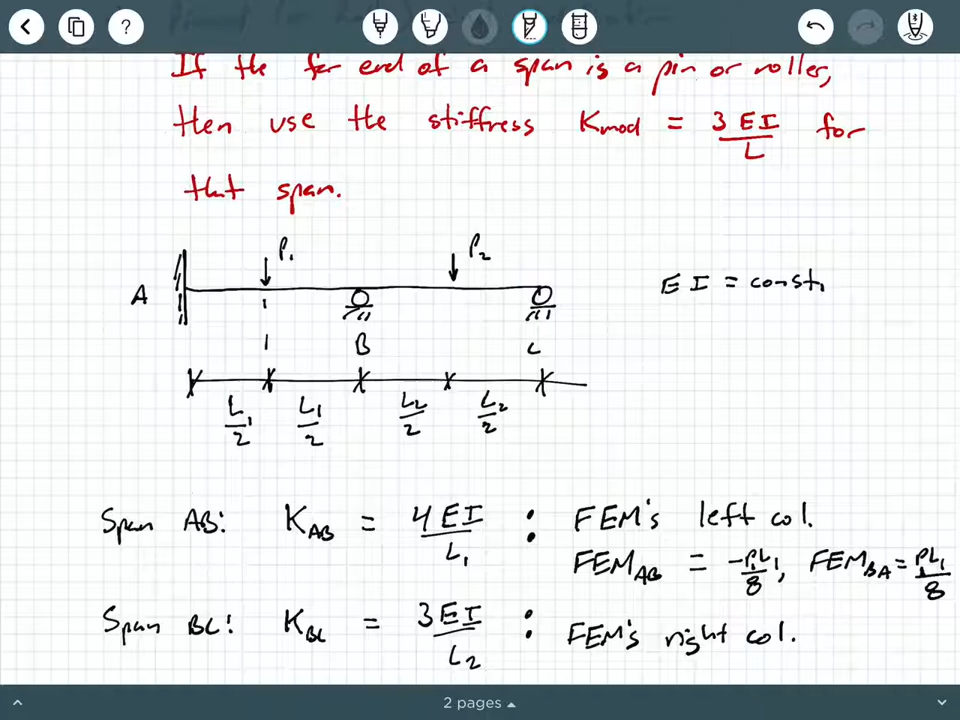 If the far end of a span is a pin or roller,
then use the stiffress Kmod = 3EI/L for
that span.
P1 P2
A EI = const.
1 B C
L1/2 L1/2 L2/2 L2/2
Span AB: KAB = 4EI/L1 : FEM's left col.
FEMAB = -P1L1/8, FEMBA = P1L1/8
Span BC: KBC = 3EI/L2 : FEM's right col.
2 pages